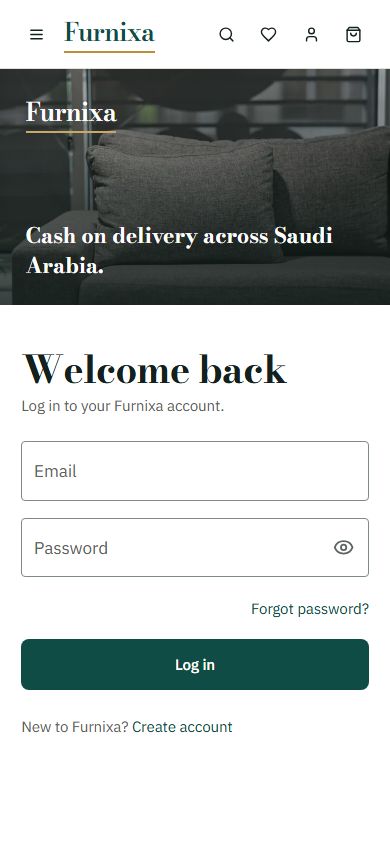 Furnixa
Furnixa
Cash on delivery across Saudi
Arabia.
Welcome back
Log in to your Furnixa account.
Email
Password
Forgot password?
Log in
New to Furnixa? Create account